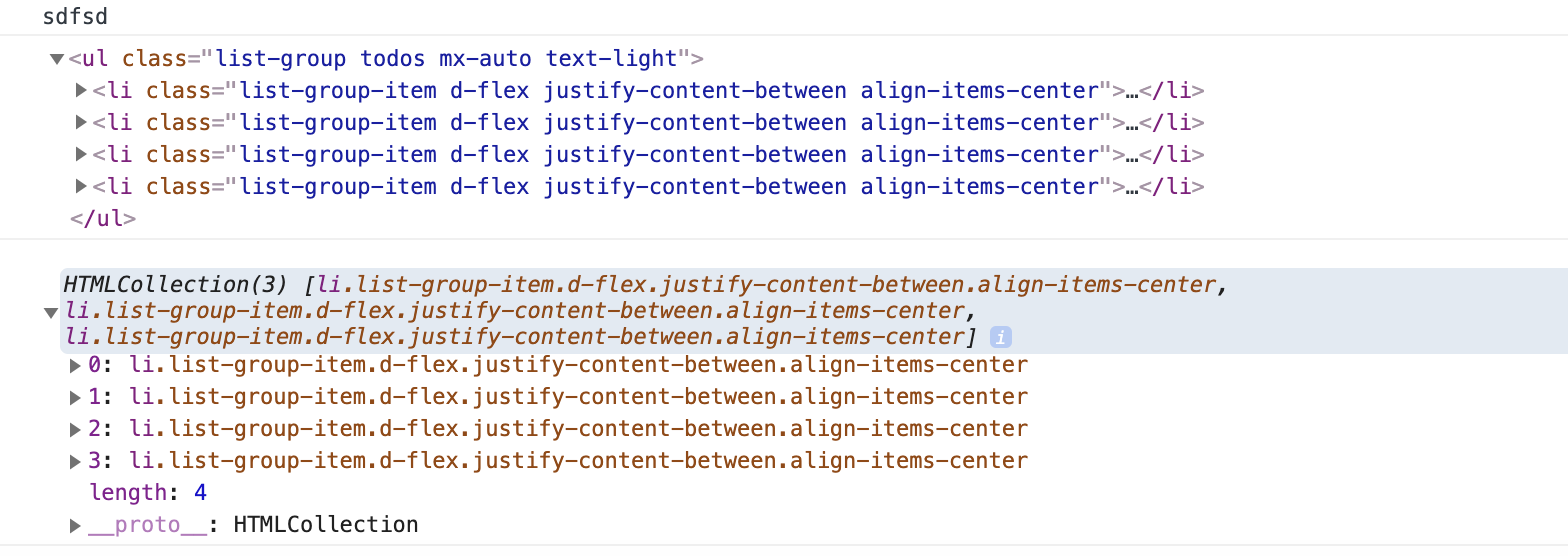 sdfsd
▼<ul class="list-group todos mx-auto text-light">
▶<li class="list-group-item d-flex justify-content-between align-items-center">…</li>
▶<li class="list-group-item d-flex justify-content-between align-items-center">…</li>
▶<li class="list-group-item d-flex justify-content-between align-items-center">…</li>
▶<li class="list-group-item d-flex justify-content-between align-items-center">…</li>
</ul>
HTMLCollection(3) [li.list-group-item.d-flex.justify-content-between.align-items-center,
▼li.list-group-item.d-flex.justify-content-between.align-items-center,
li.list-group-item.d-flex.justify-content-between.align-items-center] i
▶0: li.list-group-item.d-flex.justify-content-between.align-items-center
▶1: li.list-group-item.d-flex.justify-content-between.align-items-center
▶2: li.list-group-item.d-flex.justify-content-between.align-items-center
▶3: li.list-group-item.d-flex.justify-content-between.align-items-center
length: 4
▶__proto__: HTMLCollection